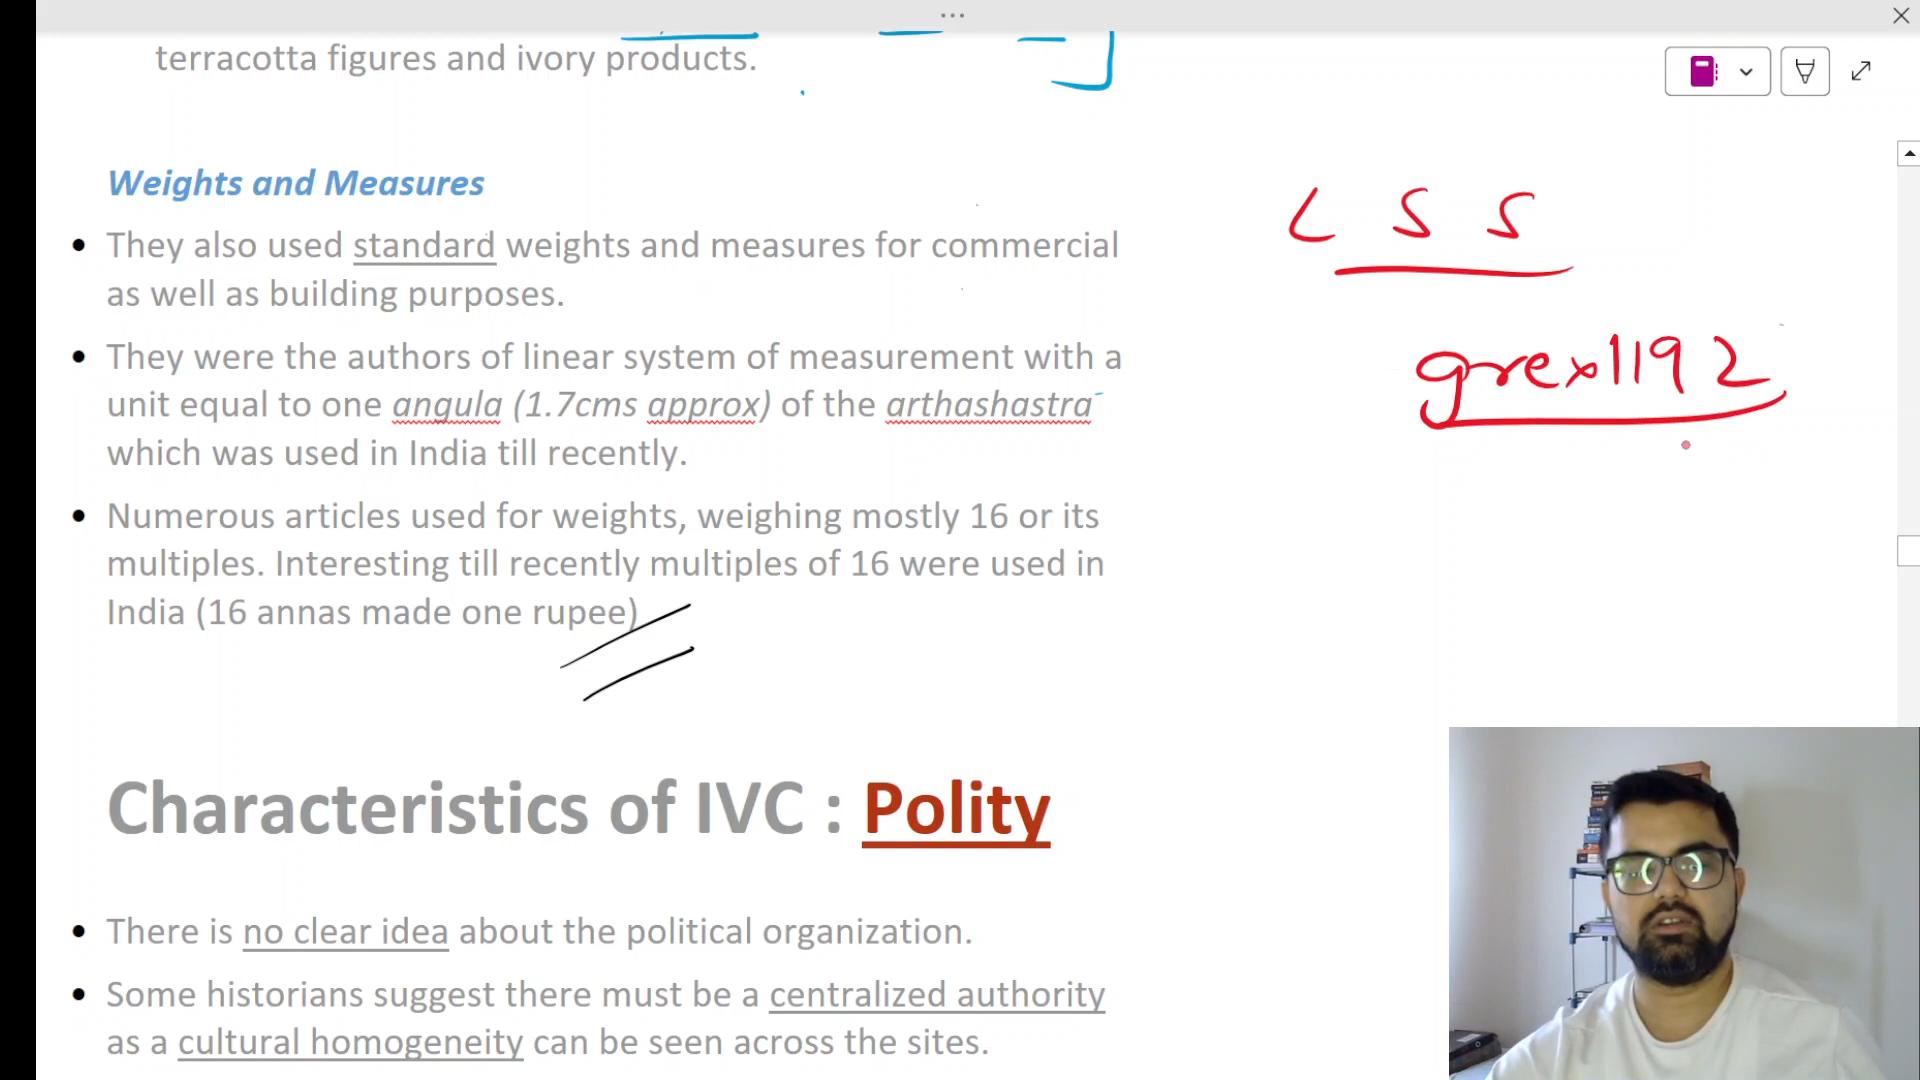 terracotta figures and ivory products.
Weights and Measures
• They also used standard weights and measures for commercial
as well as building purposes.
• They were the authors of linear system of measurement with a
unit equal to one angula (1.7cms approx) of the arthashastra
which was used in India till recently.
• Numerous articles used for weights, weighing mostly 16 or its
multiples. Interesting till recently multiples of 16 were used in
India (16 annas made one rupee)
L S S
grex1192
Characteristics of IVC : Polity
• There is no clear idea about the political organization.
• Some historians suggest there must be a centralized authority
as a cultural homogeneity can be seen across the sites.